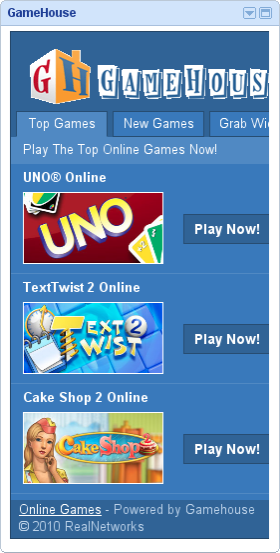 GameHouse
GH GAMEHOUS
Top Games New Games Grab Wi
Play The Top Online Games Now!
UNO® Online
UNO
Play Now!
TextTwist 2 Online
TEXT 2 TWIST
Play Now!
Cake Shop 2 Online
Cake Shop
Play Now!
Online Games - Powered by Gamehouse
© 2010 RealNetworks